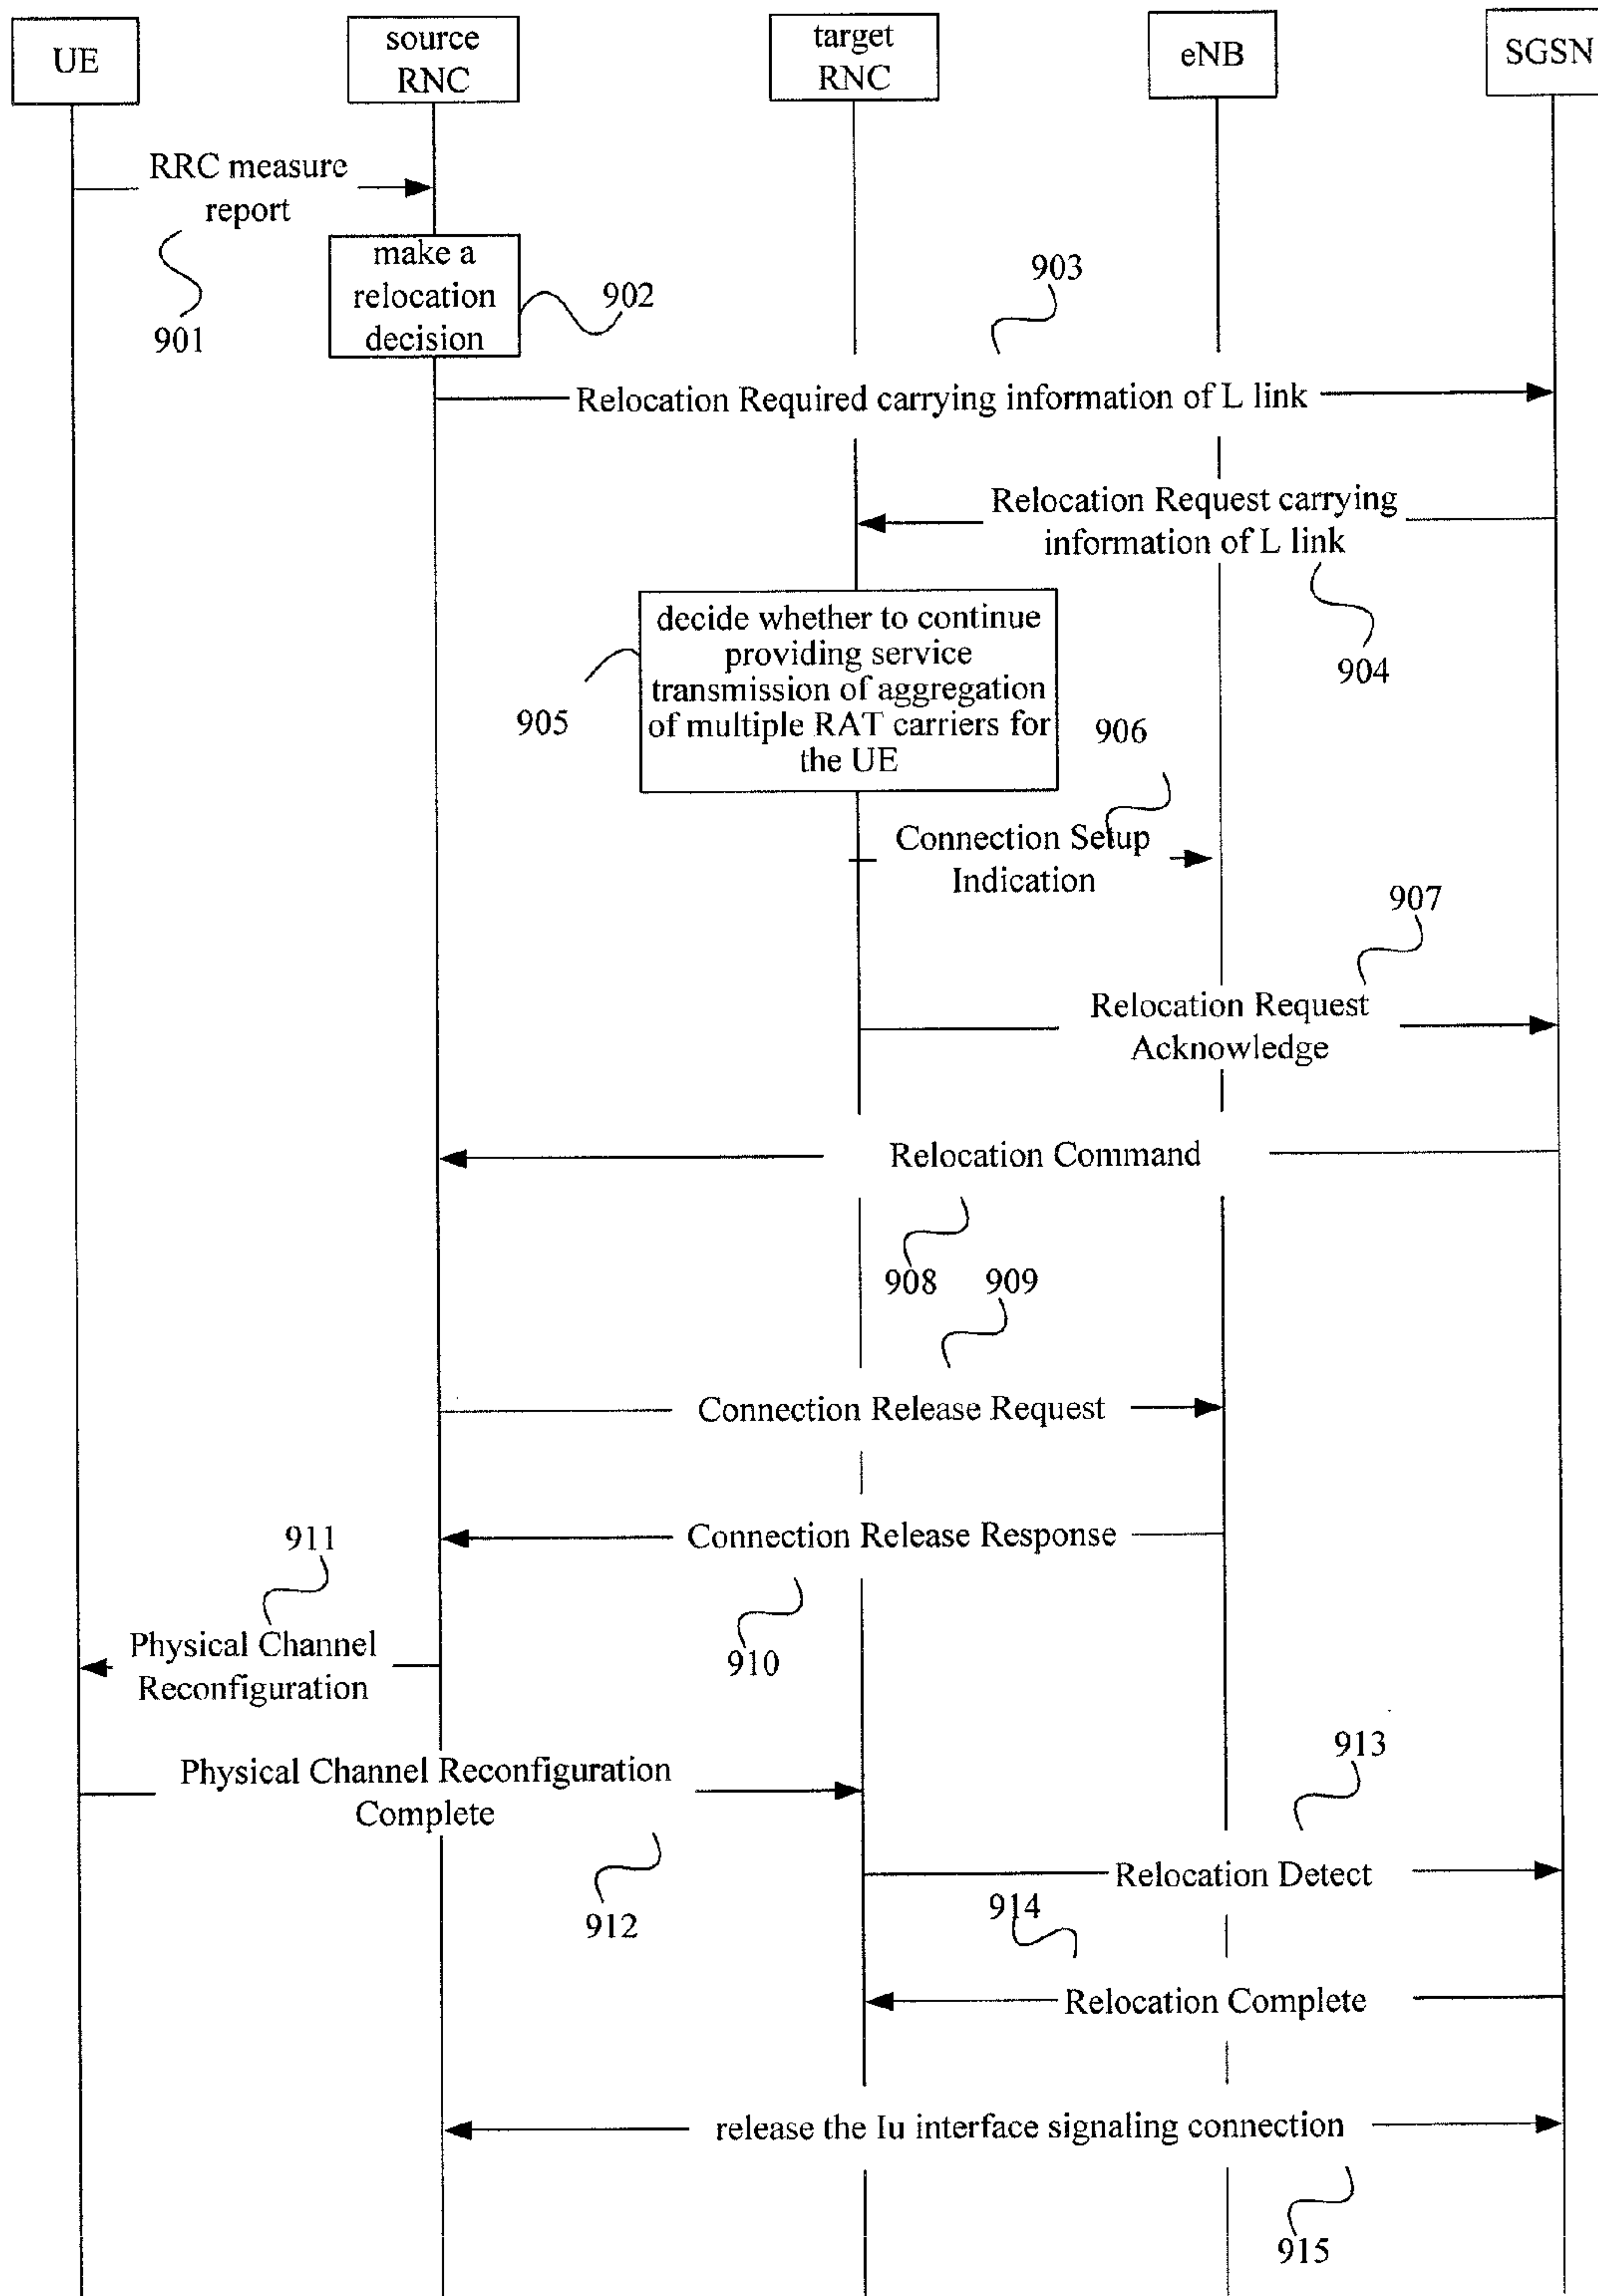 UE
source
RNC
target
RNC
eNB
SGSN
RRC measure
report
901
make a
relocation
decision
902
903
Relocation Required carrying information of L link
Relocation Request carrying
information of L link
904
decide whether to continue
providing service
transmission of aggregation
of multiple RAT carriers for
the UE
905
906
Connection Setup
Indication
907
Relocation Request
Acknowledge
Relocation Command
908
909
Connection Release Request
Connection Release Response
910
911
Physical Channel
Reconfiguration
Physical Channel Reconfiguration
Complete
912
913
Relocation Detect
914
Relocation Complete
release the Iu interface signaling connection
915